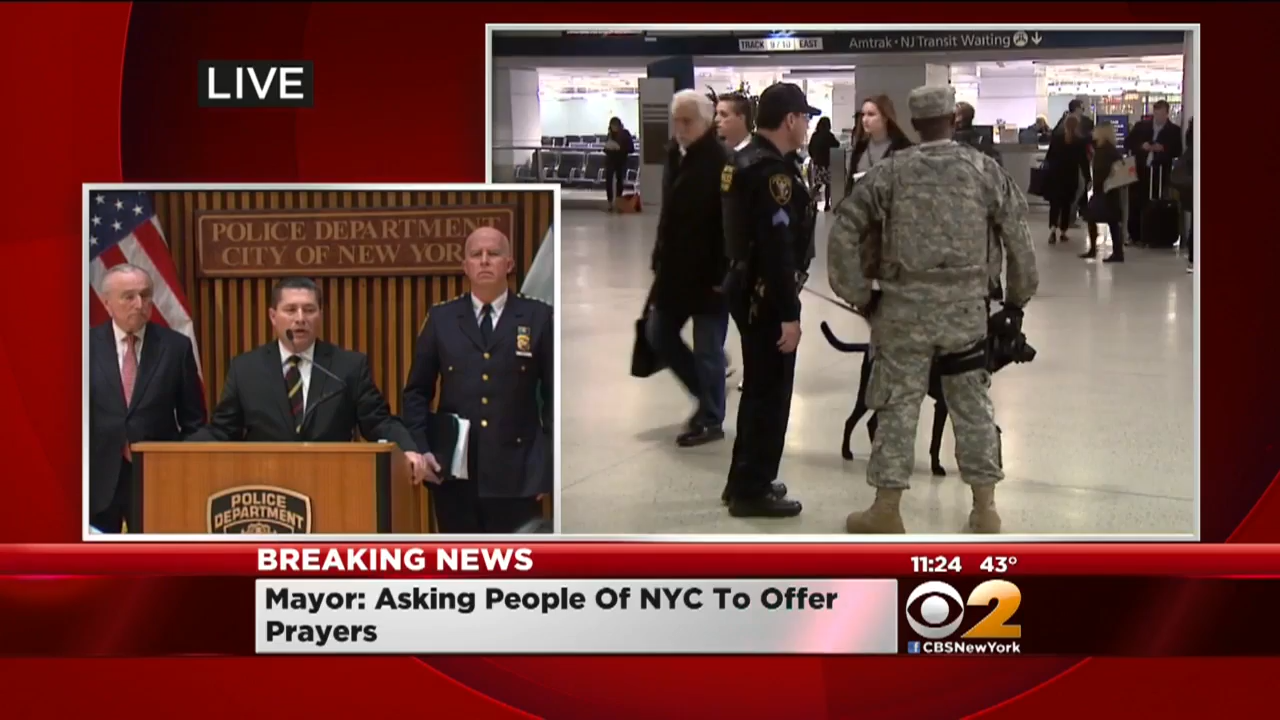 LIVE
TRACK 9/10 EAST
Amtrak • NJ Transit Waiting
POLICE DEPARTMENT
CITY OF NEW YORK
POLICE
DEPARTMENT
BREAKING NEWS
11:24 43°
Mayor: Asking People Of NYC To Offer
Prayers
2
f CBSNewYork